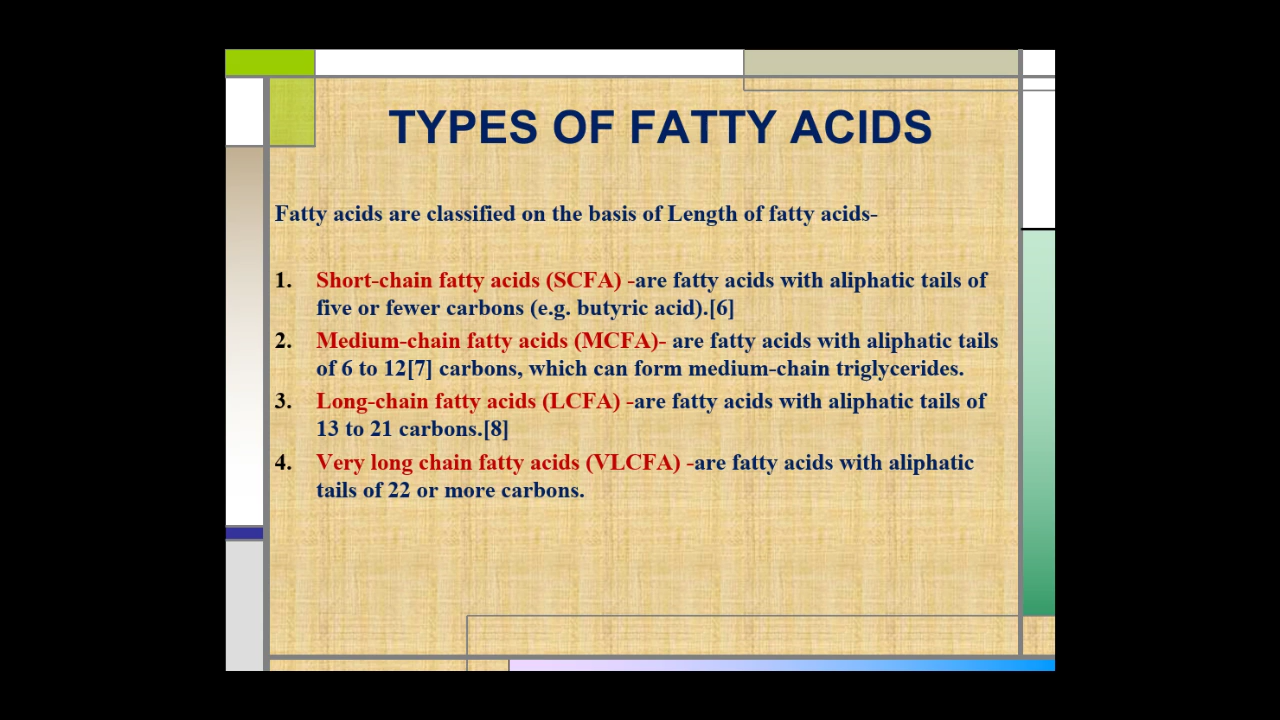 TYPES OF FATTY ACIDS
Fatty acids are classified on the basis of Length of fatty acids-
1. Short-chain fatty acids (SCFA) -are fatty acids with aliphatic tails of
five or fewer carbons (e.g. butyric acid).[6]
2. Medium-chain fatty acids (MCFA)- are fatty acids with aliphatic tails
of 6 to 12[7] carbons, which can form medium-chain triglycerides.
3. Long-chain fatty acids (LCFA) -are fatty acids with aliphatic tails of
13 to 21 carbons.[8]
4. Very long chain fatty acids (VLCFA) -are fatty acids with aliphatic
tails of 22 or more carbons.